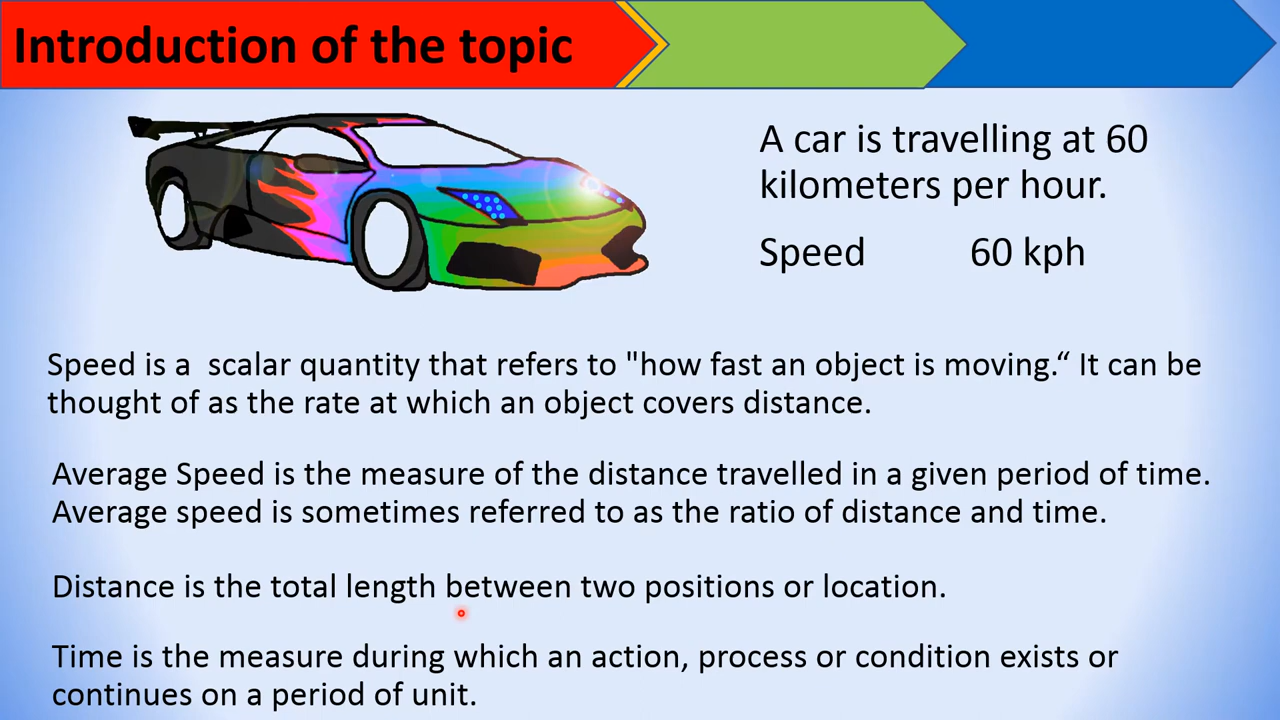 Introduction of the topic
A car is travelling at 60
kilometers per hour.
Speed 60 kph
Speed is a  scalar quantity that refers to "how fast an object is moving.“ It can be
thought of as the rate at which an object covers distance.
Average Speed is the measure of the distance travelled in a given period of time.
Average speed is sometimes referred to as the ratio of distance and time.
Distance is the total length between two positions or location.
Time is the measure during which an action, process or condition exists or
continues on a period of unit.